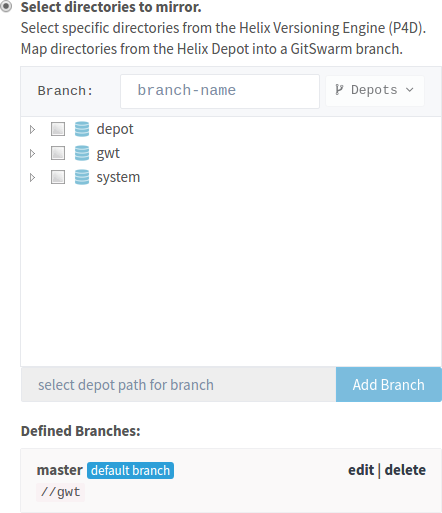 Select directories to mirror.
Select specific directories from the Helix Versioning Engine (P4D).
Map directories from the Helix Depot into a GitSwarm branch.
Branch: branch-name Depots
depot
gwt
system
select depot path for branch Add Branch
Defined Branches:
master default branch edit | delete
//gwt